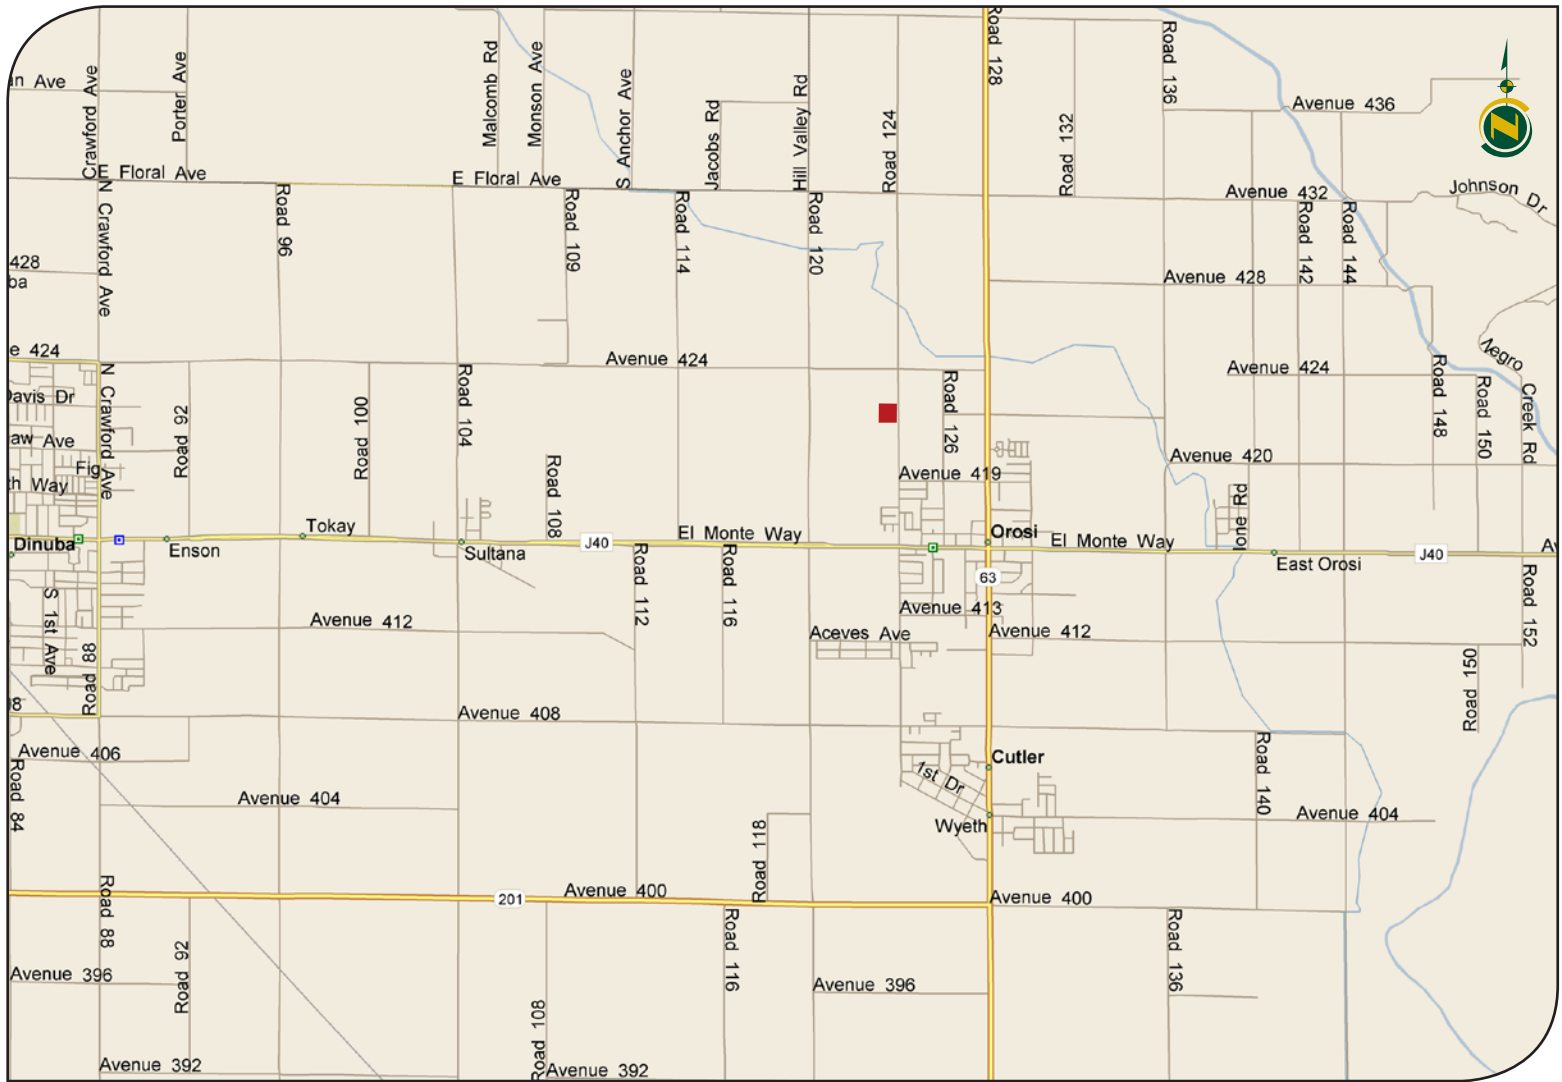 Road 128
Road 136
Crawford Ave
Porter Ave
Malcomb Rd
Monson Ave
S Anchor Ave
Jacobs Rd
Hill Valley Rd
Road 124
Road 132
n Ave
Avenue 436
E Floral Ave
E Floral Ave
Avenue 432
Johnson Dr
N Crawford Ave
Road 96
Road 109
Road 114
Road 120
Road 142
Road 144
428
ba
Avenue 428
e 424
Avenue 424
Avenue 424
Negro Creek Rd
Davis Dr
N Crawford Ave
Road 92
Road 100
Road 104
Road 126
Road 148
Road 150
aw Ave
Fig
th Way
Road 108
Avenue 419
Avenue 420
Ione Rd
Tokay
El Monte Way
Orosi
El Monte Way
J40
J40
Av
Dinuba
Enson
Sultana
East Orosi
63
S 1st Ave
Road 112
Road 116
Road 152
Avenue 413
Avenue 412
Aceves Ave
Avenue 412
Road 88
Road 150
8
Avenue 408
Avenue 406
Cutler
1st Dr
Road 84
Avenue 404
Road 140
Avenue 404
Wyeth
Road 118
Road 88
201
Avenue 400
Avenue 400
Road 92
Road 116
Road 136
Avenue 396
Avenue 396
Road 108
Avenue 392
Avenue 392
N